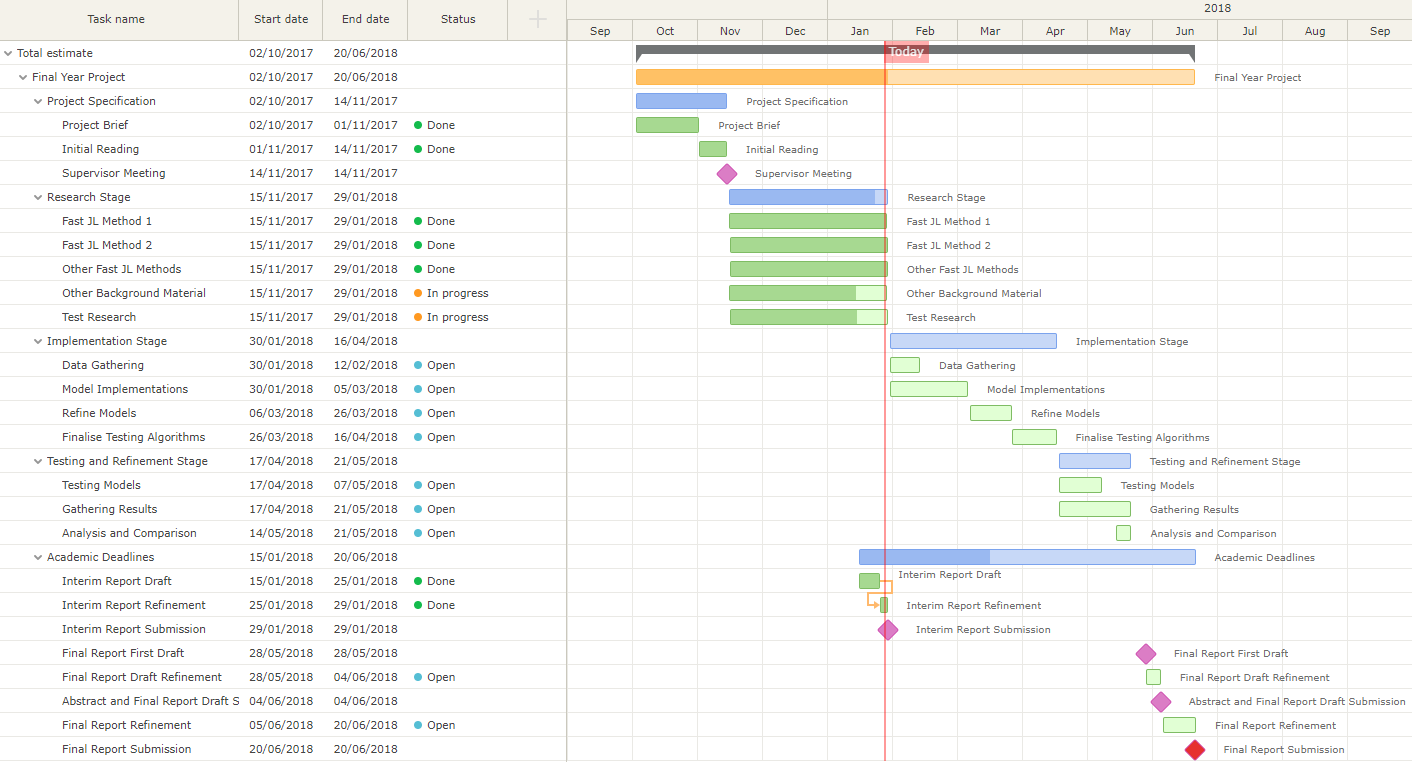 Task name Start date End date Status 2018
Sep Oct Nov Dec Jan Feb Mar Apr May Jun Jul Aug Sep
Total estimate 02/10/2017 20/06/2018 Today
Final Year Project 02/10/2017 20/06/2018 Final Year Project
Project Specification 02/10/2017 14/11/2017 Project Specification
Project Brief 02/10/2017 01/11/2017 Done Project Brief
Initial Reading 01/11/2017 14/11/2017 Done Initial Reading
Supervisor Meeting 14/11/2017 14/11/2017 Supervisor Meeting
Research Stage 15/11/2017 29/01/2018 Research Stage
Fast JL Method 1 15/11/2017 29/01/2018 Done Fast JL Method 1
Fast JL Method 2 15/11/2017 29/01/2018 Done Fast JL Method 2
Other Fast JL Methods 15/11/2017 29/01/2018 Done Other Fast JL Methods
Other Background Material 15/11/2017 29/01/2018 In progress Other Background Material
Test Research 15/11/2017 29/01/2018 In progress Test Research
Implementation Stage 30/01/2018 16/04/2018 Implementation Stage
Data Gathering 30/01/2018 12/02/2018 Open Data Gathering
Model Implementations 30/01/2018 05/03/2018 Open Model Implementations
Refine Models 06/03/2018 26/03/2018 Open Refine Models
Finalise Testing Algorithms 26/03/2018 16/04/2018 Open Finalise Testing Algorithms
Testing and Refinement Stage 17/04/2018 21/05/2018 Testing and Refinement Stage
Testing Models 17/04/2018 07/05/2018 Open Testing Models
Gathering Results 17/04/2018 21/05/2018 Open Gathering Results
Analysis and Comparison 14/05/2018 21/05/2018 Open Analysis and Comparison
Academic Deadlines 15/01/2018 20/06/2018 Academic Deadlines
Interim Report Draft 15/01/2018 25/01/2018 Done Interim Report Draft
Interim Report Refinement 25/01/2018 29/01/2018 Done Interim Report Refinement
Interim Report Submission 29/01/2018 29/01/2018 Interim Report Submission
Final Report First Draft 28/05/2018 28/05/2018 Final Report First Draft
Final Report Draft Refinement 28/05/2018 04/06/2018 Open Final Report Draft Refinement
Abstract and Final Report Draft S 04/06/2018 04/06/2018 Abstract and Final Report Draft Submission
Final Report Refinement 05/06/2018 20/06/2018 Open Final Report Refinement
Final Report Submission 20/06/2018 20/06/2018 Final Report Submission